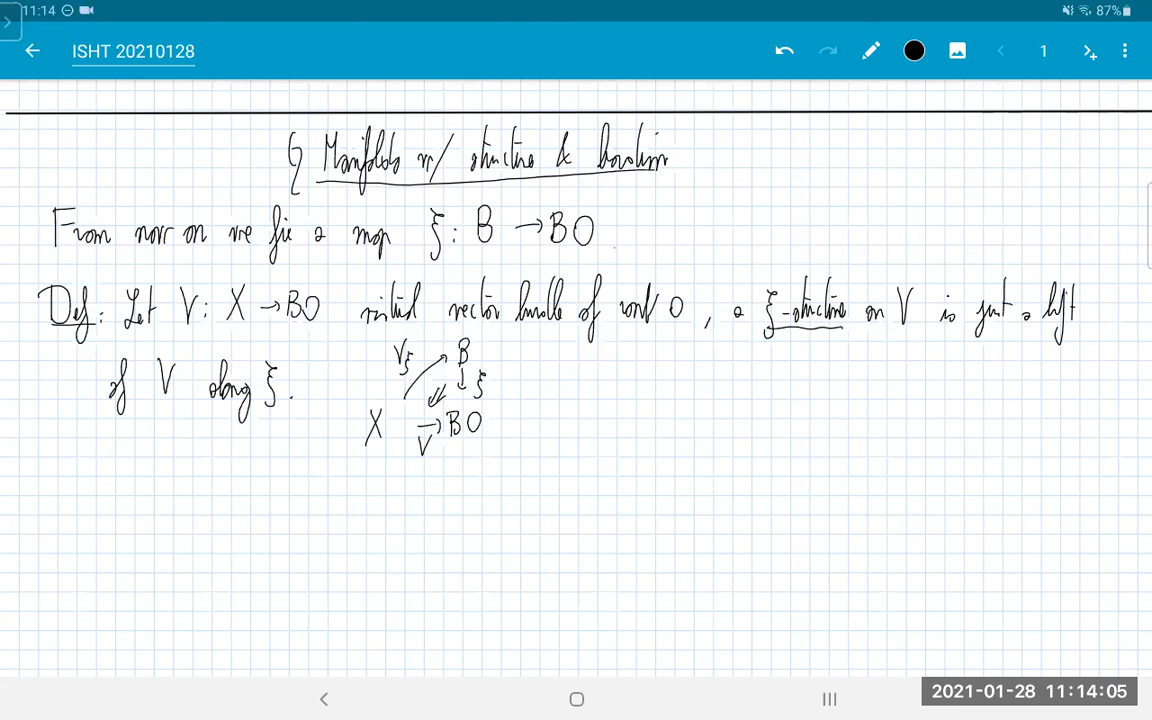 11:14
87%
ISHT 20210128
1
§ Manifolds w/ structure & bordism
From now on we fix a map ξ: B → BO
Def: Let V: X → BO virtual vector bundle of rank 0, a ξ-structure on V is just a lift
of V along ξ.
Vξ B
ξ
X → BO
V
2021-01-28 11:14:05